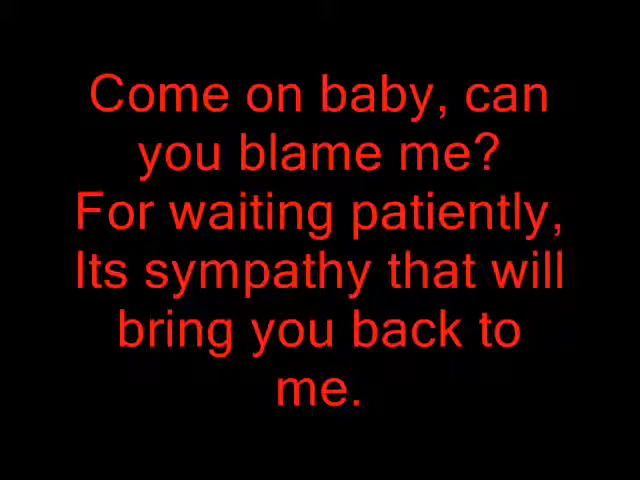 Come on baby, can
you blame me?
For waiting patiently,
Its sympathy that will
bring you back to
me.